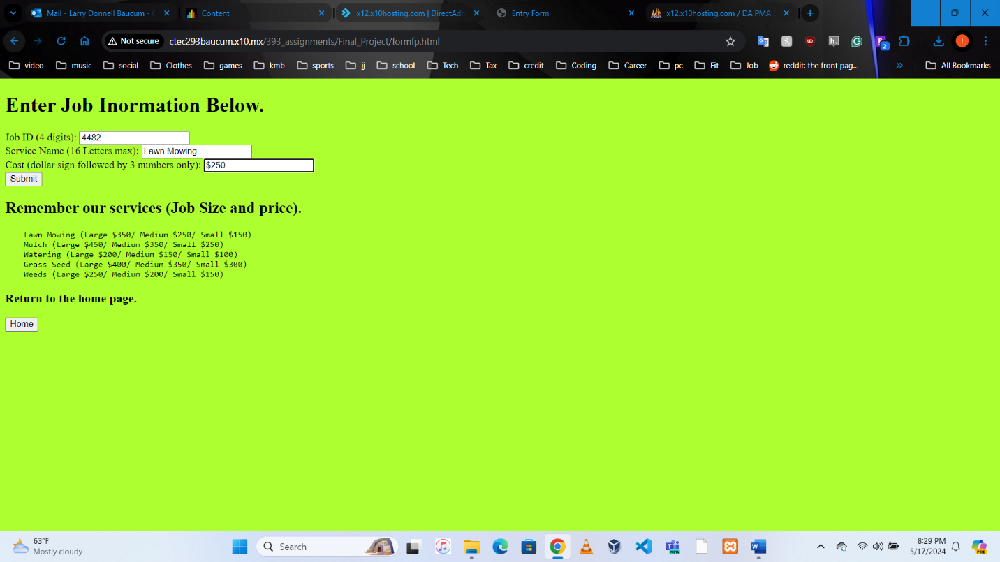 Mail - Larry Donnell Baucum - C
Content
x12.x10hosting.com | DirectAdm
Entry Form
x12.x10hosting.com / DA PMA
Not secure
ctec293baucum.x10.mx/393_assignments/Final_Project/formfp.html
video music social Clothes games kmb sports jj school Tech Tax credit Coding Career pc Fit Job reddit: the front pag... » All Bookmarks
Enter Job Inormation Below.
Job ID (4 digits): 4482
Service Name (16 Letters max): Lawn Mowing
Cost (dollar sign followed by 3 numbers only): $250
Submit
Remember our services (Job Size and price).
Lawn Mowing (Large $350/ Medium $250/ Small $150)
Mulch (Large $450/ Medium $350/ Small $250)
Watering (Large $200/ Medium $150/ Small $100)
Grass Seed (Large $400/ Medium $350/ Small $300)
Weeds (Large $250/ Medium $200/ Small $150)
Return to the home page.
Home
63°F
Mostly cloudy
Search
8:29 PM
5/17/2024